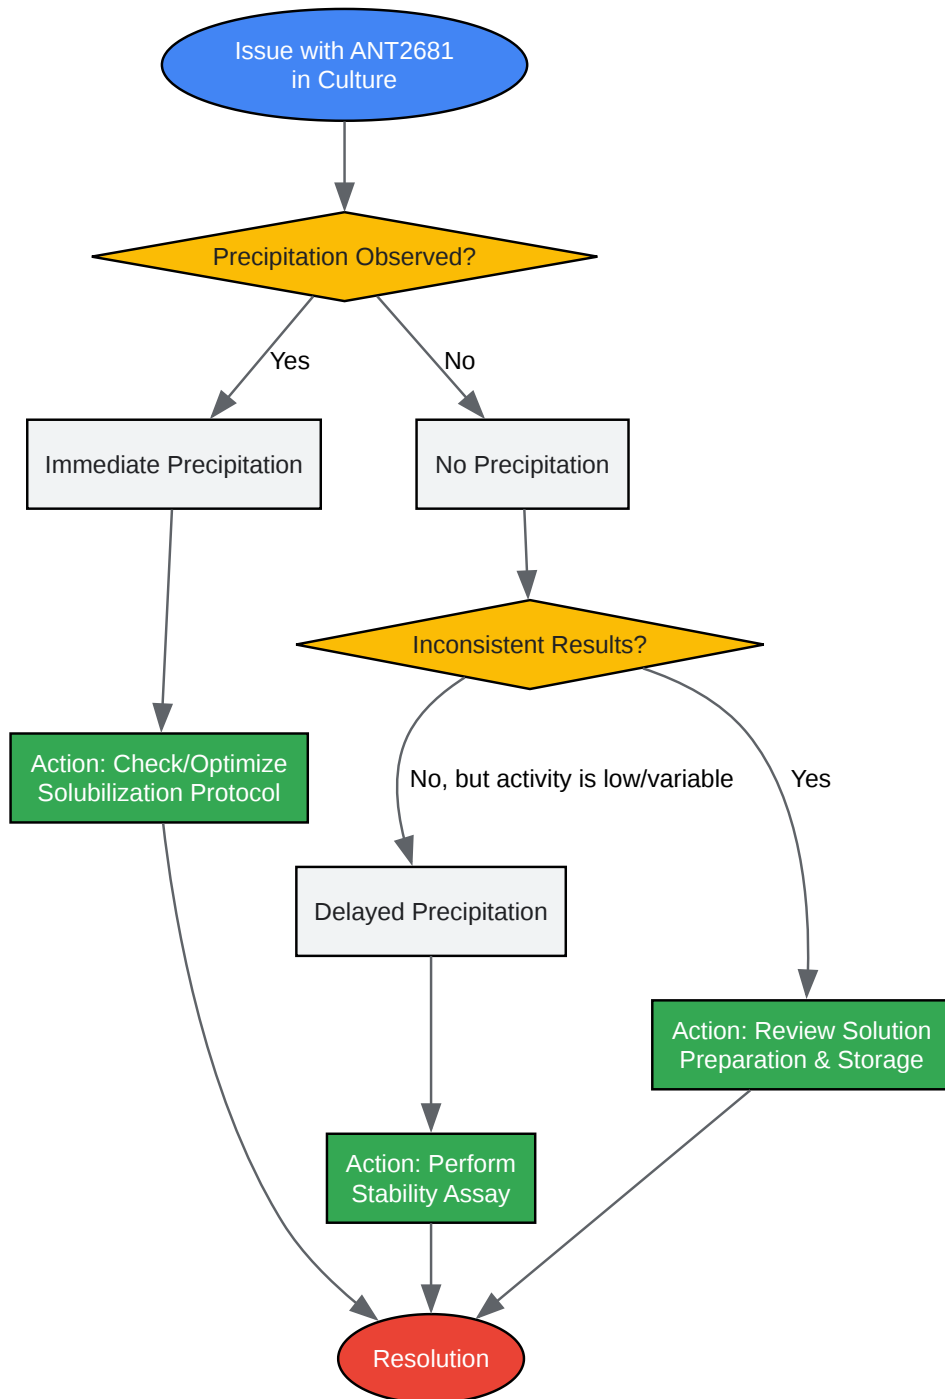 Issue with ANT2681
in Culture
Precipitation Observed?
Yes
No
Immediate Precipitation
No Precipitation
Inconsistent Results?
Action: Check/Optimize
Solubilization Protocol
No, but activity is low/variable
Yes
Delayed Precipitation
Action: Review Solution
Preparation & Storage
Action: Perform
Stability Assay
Resolution